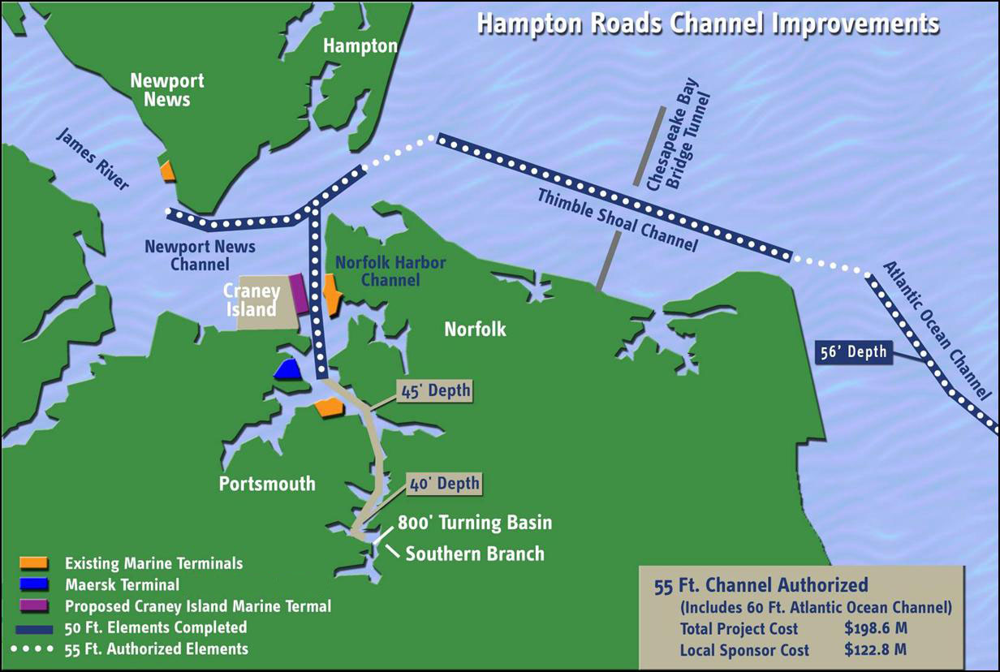 Hampton Roads Channel Improvements
Hampton
Newport
News
James River
Chesapeake Bay
Bridge Tunnel
Thimble Shoal Channel
Newport News
Channel
Norfolk Harbor
Channel
Craney
Island
Norfolk
Atlantic Ocean Channel
56' Depth
45' Depth
40' Depth
Portsmouth
800' Turning Basin
Southern Branch
Existing Marine Terminals
Maersk Terminal
Proposed Craney Island Marine Termal
50 Ft. Elements Completed
55 Ft. Authorized Elements
55 Ft. Channel Authorized
(Includes 60 Ft. Atlantic Ocean Channel)
Total Project Cost $198.6 M
Local Sponsor Cost $122.8 M